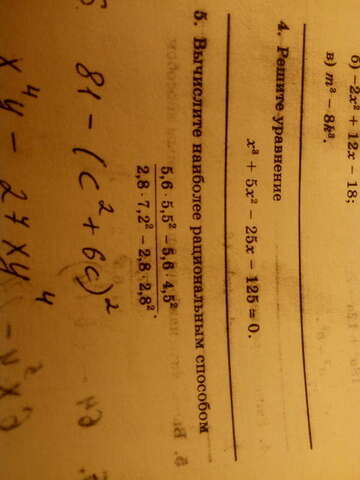 б) −2x² + 12x − 18;
в) m³ − 8k³.
4. Решите уравнение
x³ + 5x² − 25x − 125 = 0.
5. Вычислите наиболее рациональным способом
5,6 · 5,5² − 5,6 · 4,5²
2,8 · 7,2² − 2,8 · 2,8².
81 − (c² + 6c)²
x⁴y − 27xy⁴